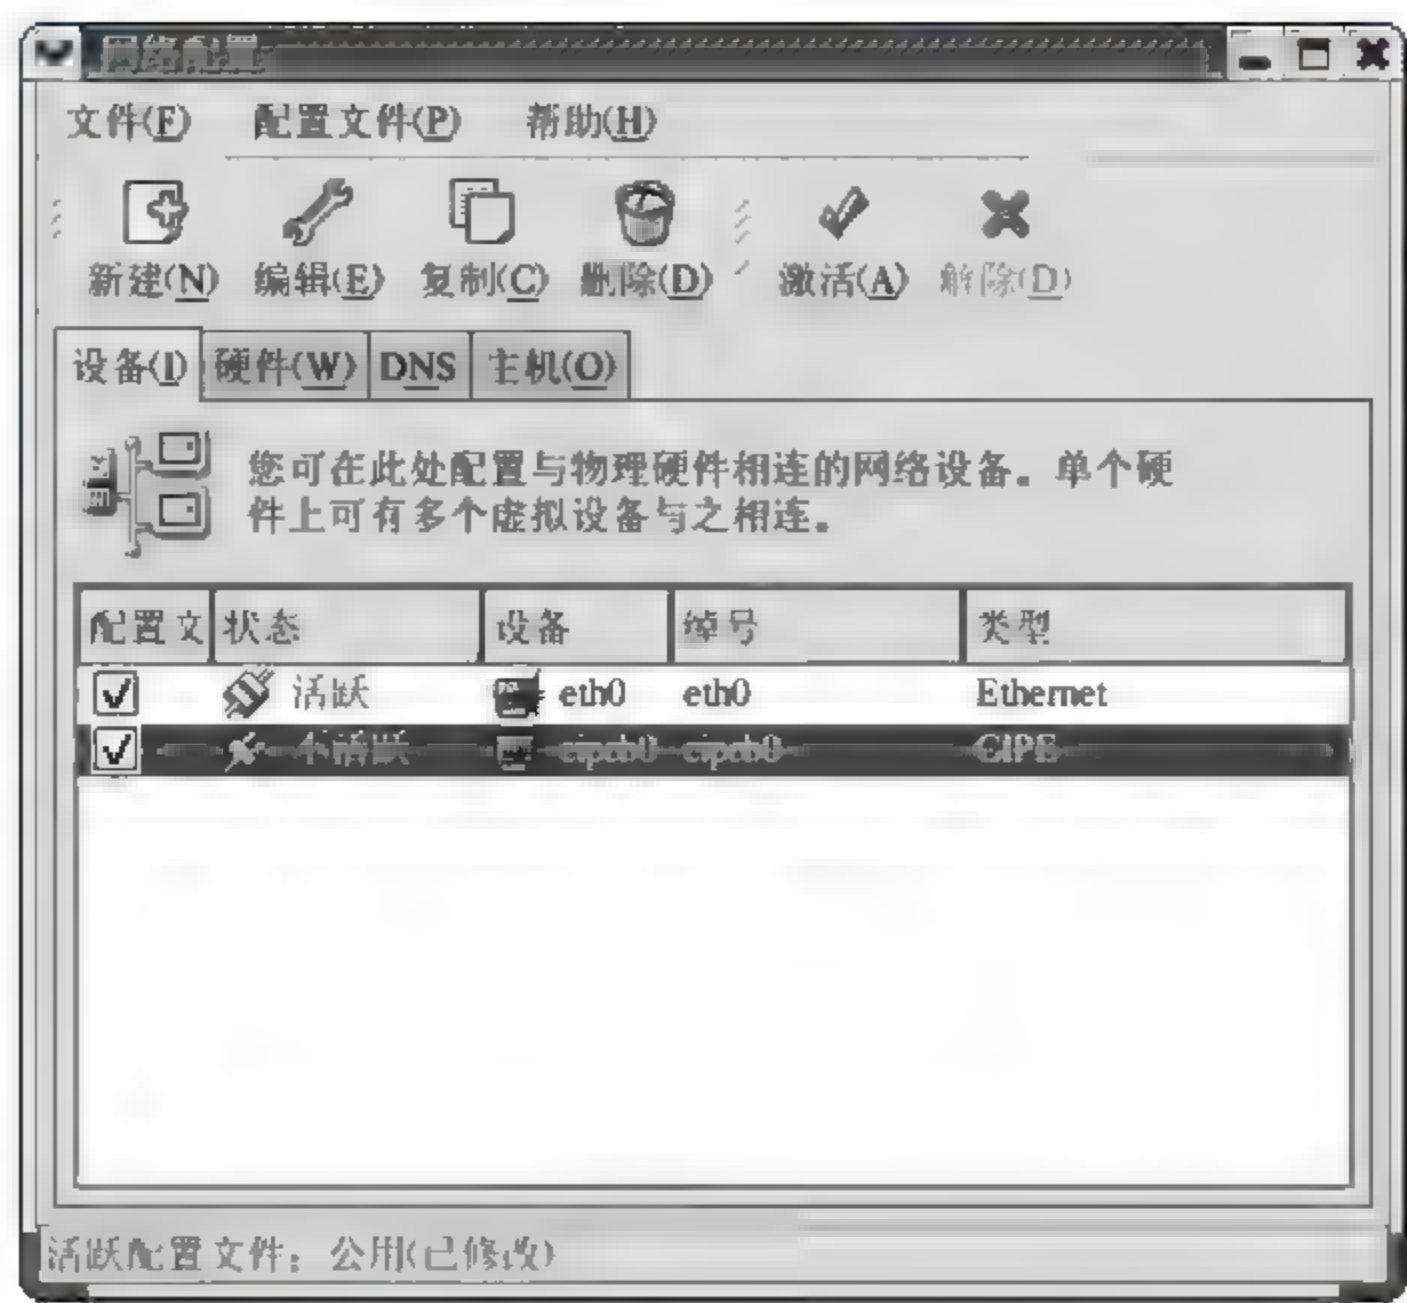 网络配置
文件(F) 配置文件(P) 帮助(H)
新建(N) 编辑(E) 复制(C) 删除(D) 激活(A) 解除(D)
设备(I) 硬件(W) DNS 主机(O)
您可在此处配置与物理硬件相连的网络设备。单个硬
件上可有多个虚拟设备与之相连。
配置文 状态 设备 绰号 类型
活跃 eth0 eth0 Ethernet
不活跃 cipcb0 cipcb0 CIPE
活跃配置文件：公用(已修改)